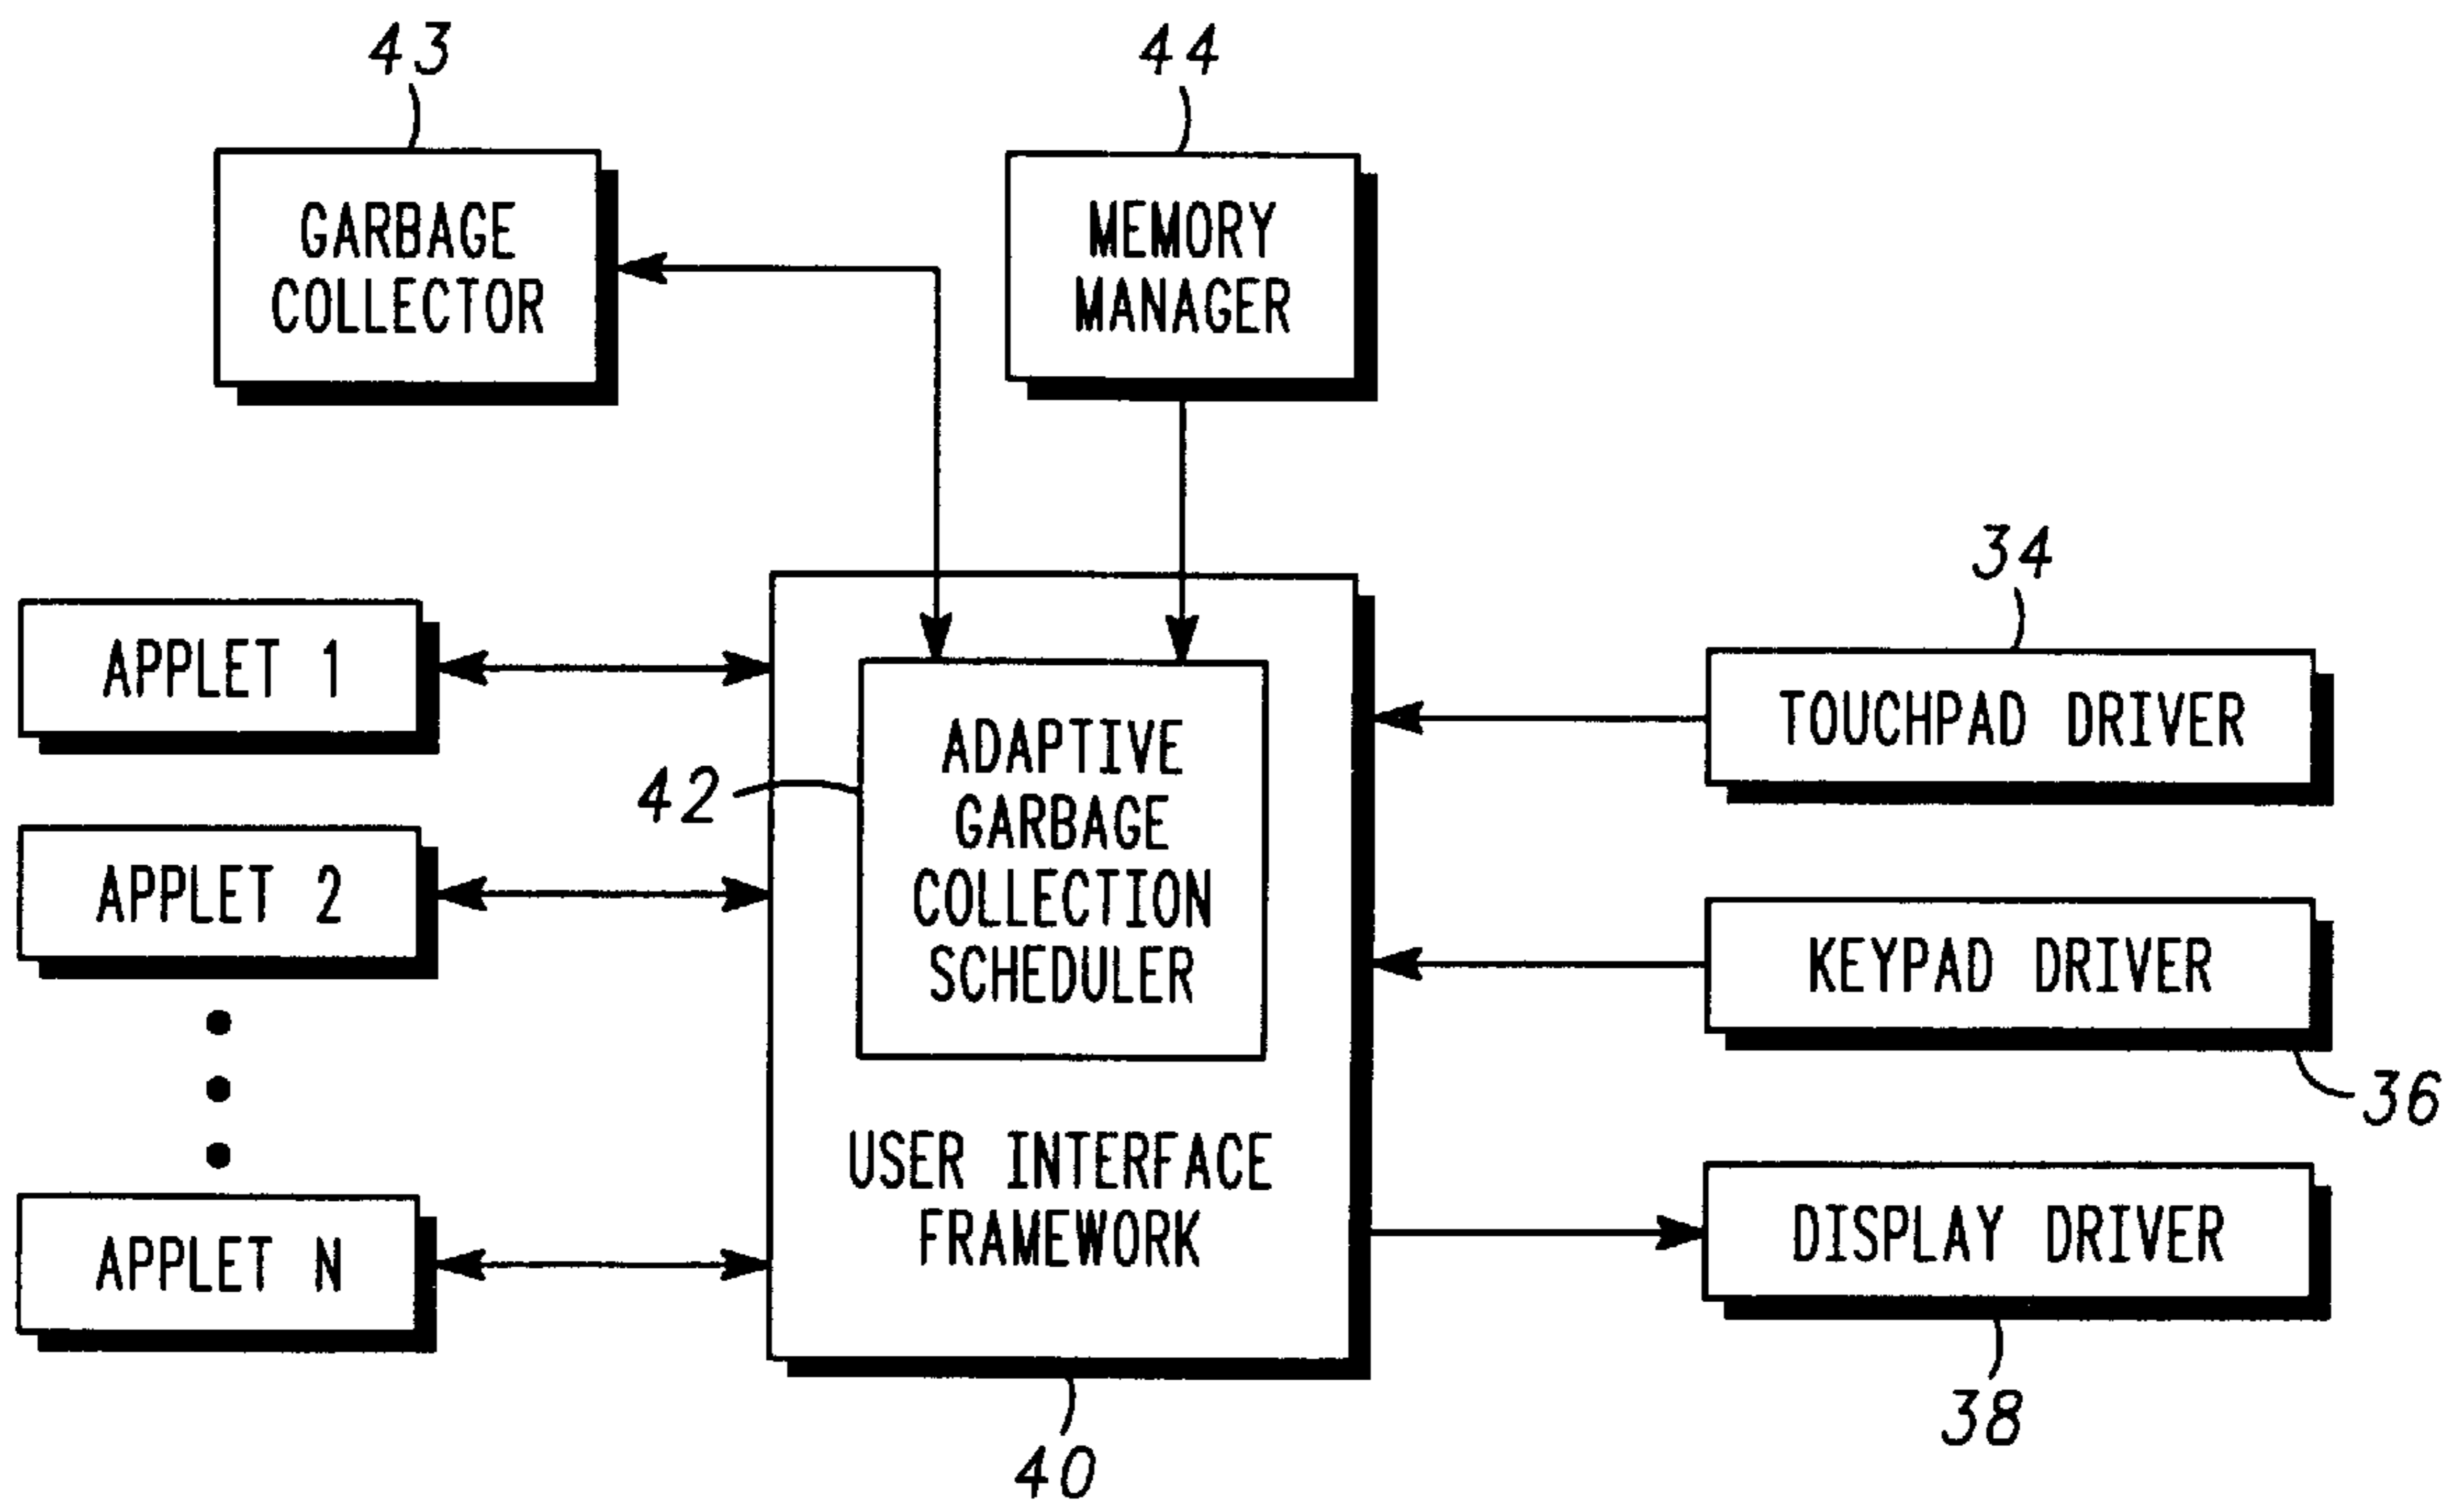 43
44
GARBAGE
COLLECTOR
MEMORY
MANAGER
34
APPLET 1
TOUCHPAD DRIVER
42
ADAPTIVE
GARBAGE
COLLECTION
SCHEDULER
APPLET 2
KEYPAD DRIVER
36
USER INTERFACE
FRAMEWORK
APPLET N
DISPLAY DRIVER
38
40